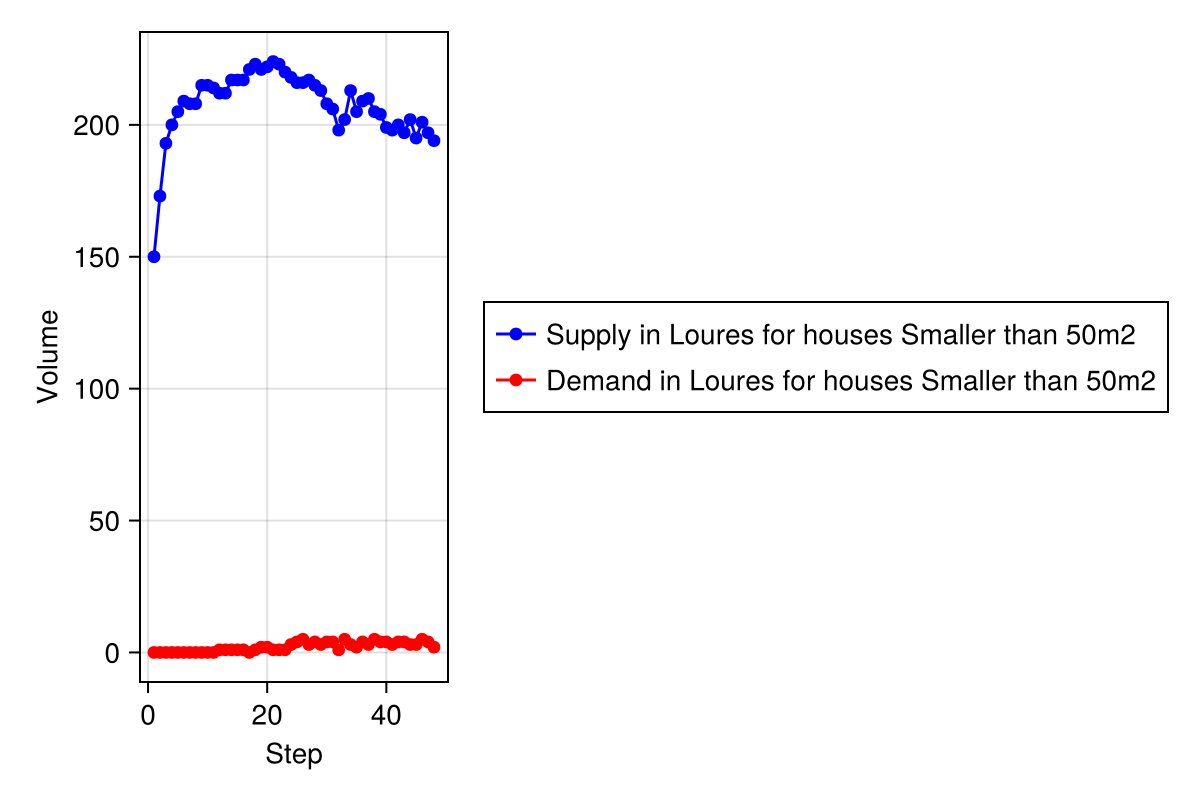 200
150
100
50
0
Volume
0 20 40
Step
Supply in Loures for houses Smaller than 50m2
Demand in Loures for houses Smaller than 50m2